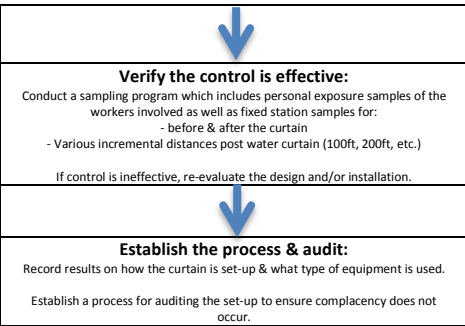 Verify the control is effective:
Conduct a sampling program which includes personal exposure samples of the
workers involved as well as fixed station samples for:
- before & after the curtain
- Various incremental distances post water curtain (100ft, 200ft, etc.)
If control is ineffective, re-evaluate the design and/or installation.
Establish the process & audit:
Record results on how the curtain is set-up & what type of equipment is used.
Establish a process for auditing the set-up to ensure complacency does not
occur.